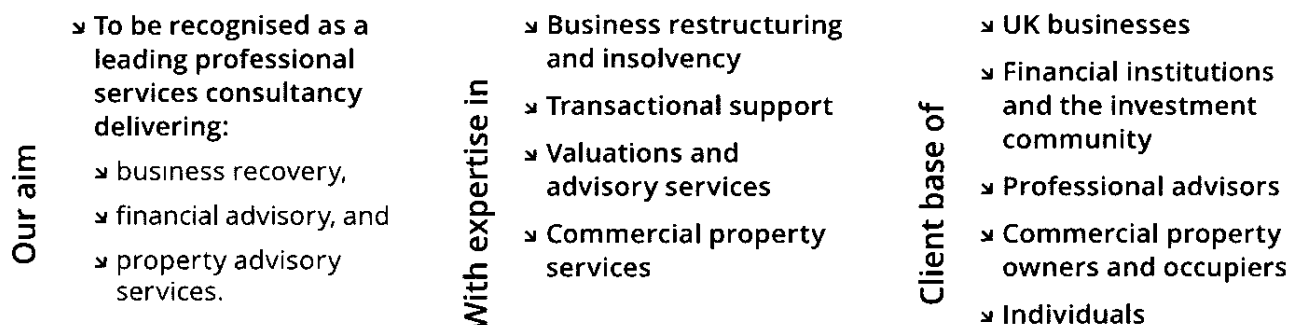 Our aim
↘ To be recognised as a
leading professional
services consultancy
delivering:
↘ business recovery,
↘ financial advisory, and
↘ property advisory
services.
With expertise in
↘ Business restructuring
and insolvency
↘ Transactional support
↘ Valuations and
advisory services
↘ Commercial property
services
Client base of
↘ UK businesses
↘ Financial institutions
and the investment
community
↘ Professional advisors
↘ Commercial property
owners and occupiers
↘ Individuals